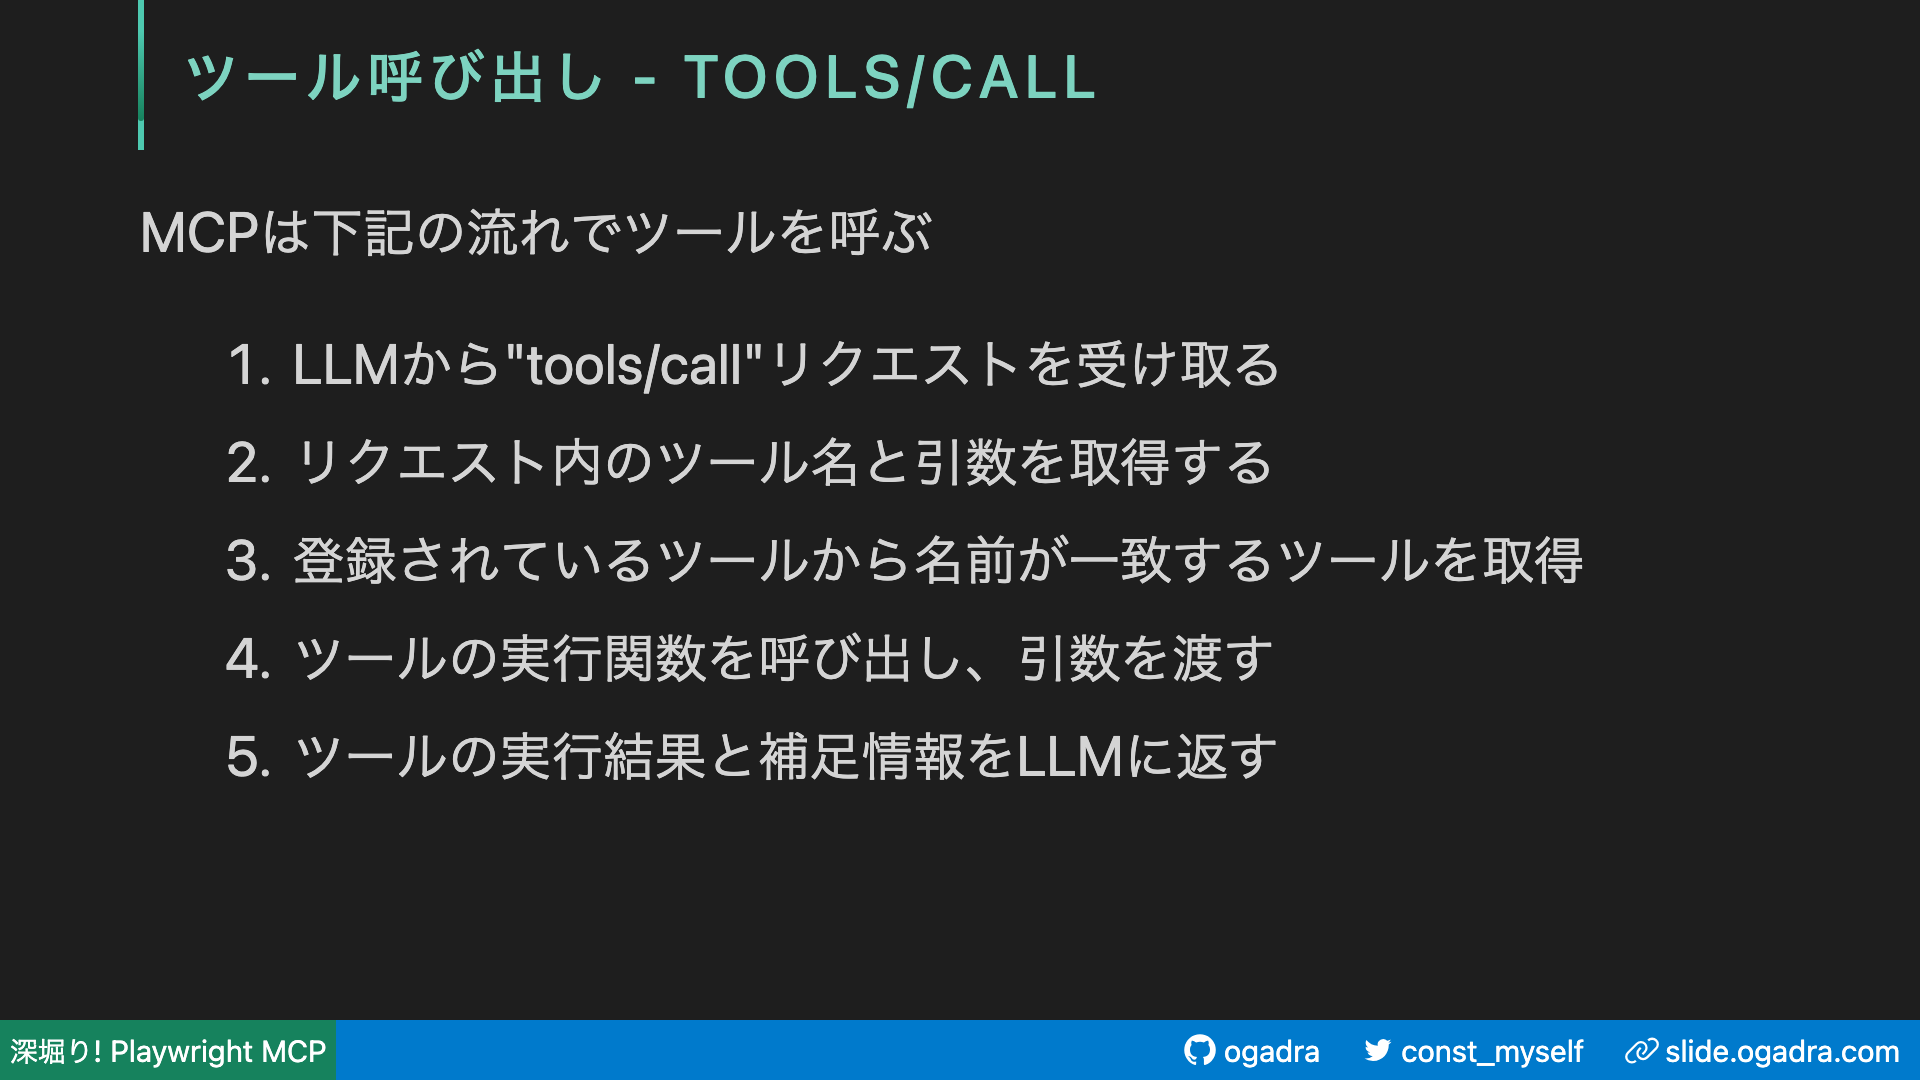 ツール呼び出し - TOOLS/CALL
MCPは下記の流れでツールを呼ぶ
1. LLMから"tools/call"リクエストを受け取る
2. リクエスト内のツール名と引数を取得する
3. 登録されているツールから名前が一致するツールを取得
4. ツールの実行関数を呼び出し、引数を渡す
5. ツールの実行結果と補足情報をLLMに返す
深堀り! Playwright MCP
ogadra
const_myself
slide.ogadra.com